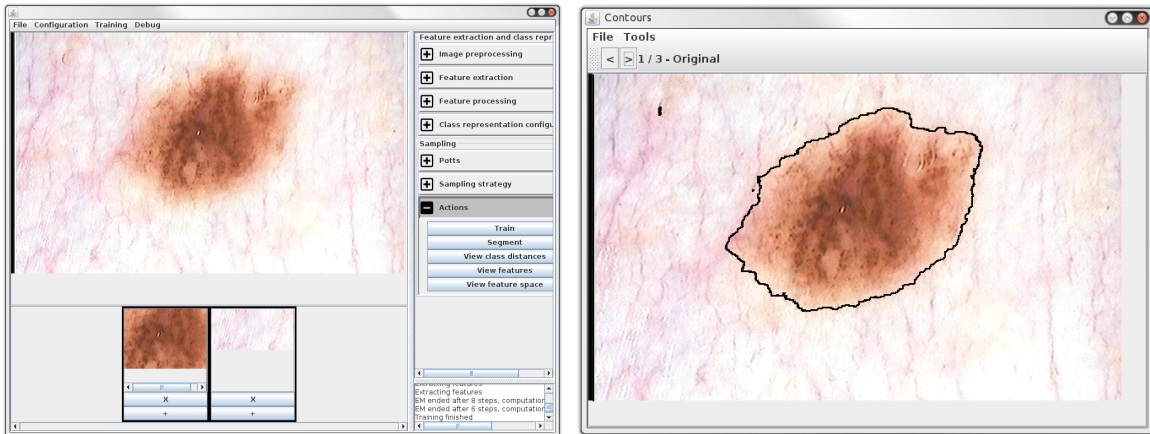 File Configuration Training Debug
Feature extraction and class repr
Image preprocessing
Feature extraction
Feature processing
Class representation configu
Sampling
Potts
Sampling strategy
Actions
Train
Segment
View class distances
View features
View feature space
X
X
+
+
Extracting features
Extracting features
EM ended after 8 steps, computation
EM ended after 6 steps, computation
Training finished
Contours
File Tools
< > 1 / 3 - Original